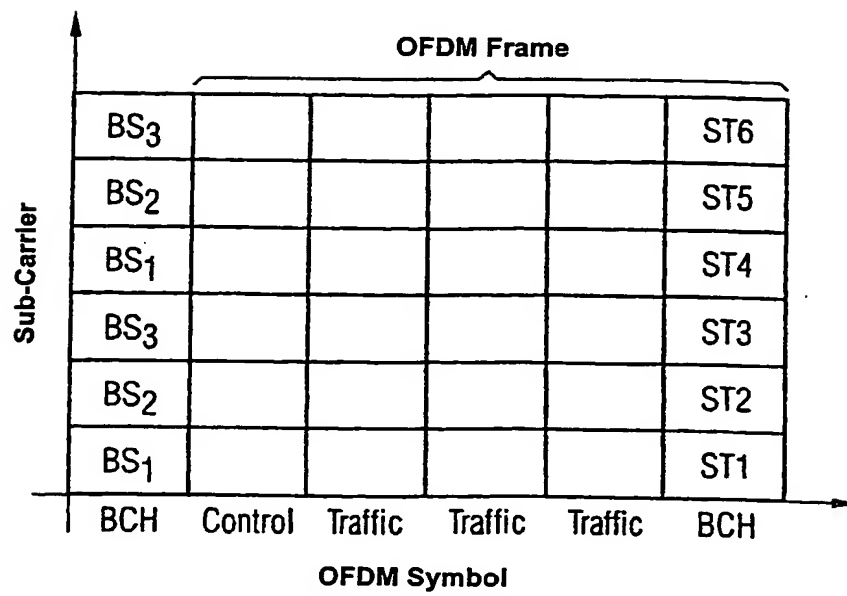 OFDM Frame
Sub-Carrier
BS3 ST6
BS2 ST5
BS1 ST4
BS3 ST3
BS2 ST2
BS1 ST1
BCH Control Traffic Traffic Traffic BCH
OFDM Symbol